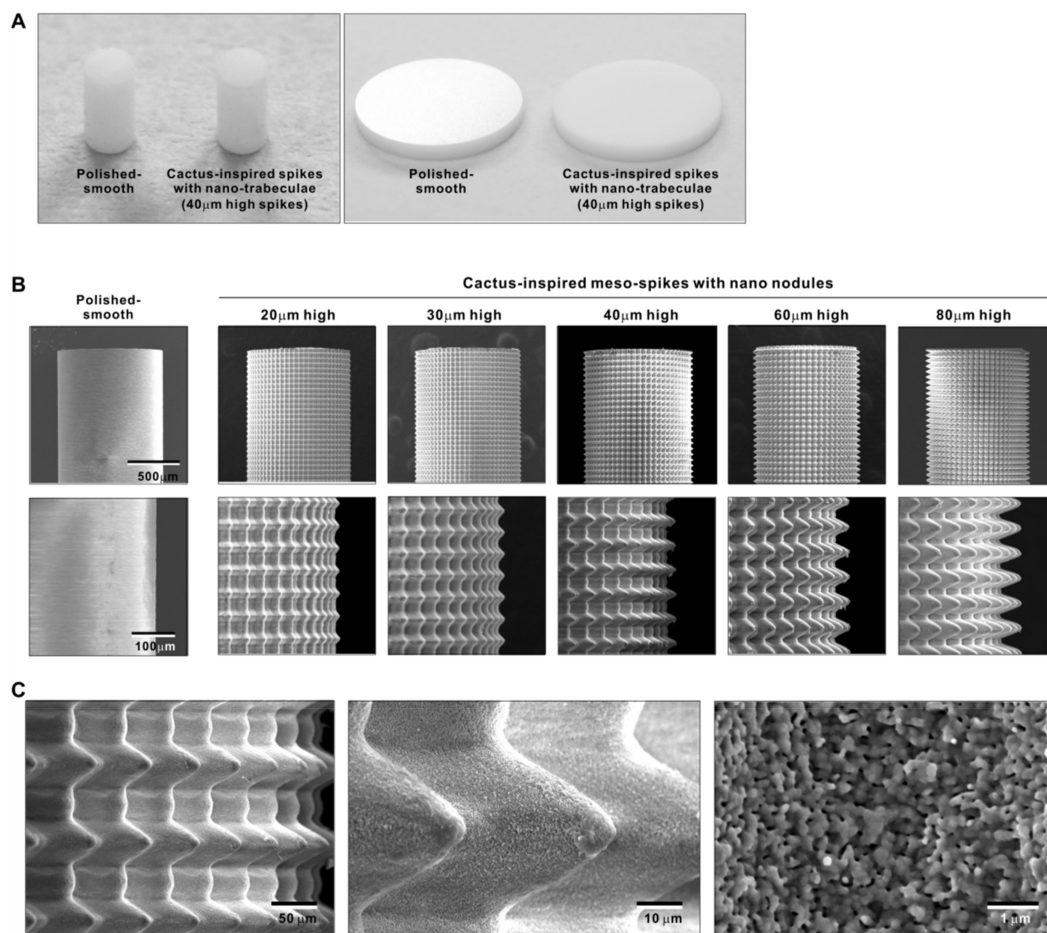 A
Polished-
smooth
Cactus-inspired spikes
with nano-trabeculae
(40μm high spikes)
Polished-
smooth
Cactus-inspired spikes
with nano-trabeculae
(40μm high spikes)
B
Cactus-inspired meso-spikes with nano nodules
Polished-
smooth
20μm high
30μm high
40μm high
60μm high
80μm high
500μm
100μm
C
50 μm
10 μm
1 μm